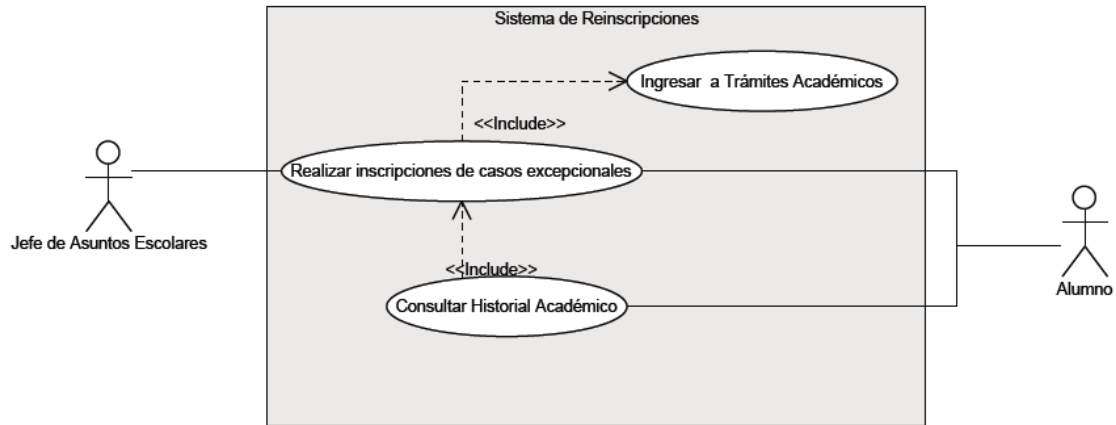 Sistema de Reinscripciones
Ingresar a Trámites Académicos
<<Include>>
Realizar inscripciones de casos excepcionales
Jefe de Asuntos Escolares
<<Include>>
Consultar Historial Académico
Alumno